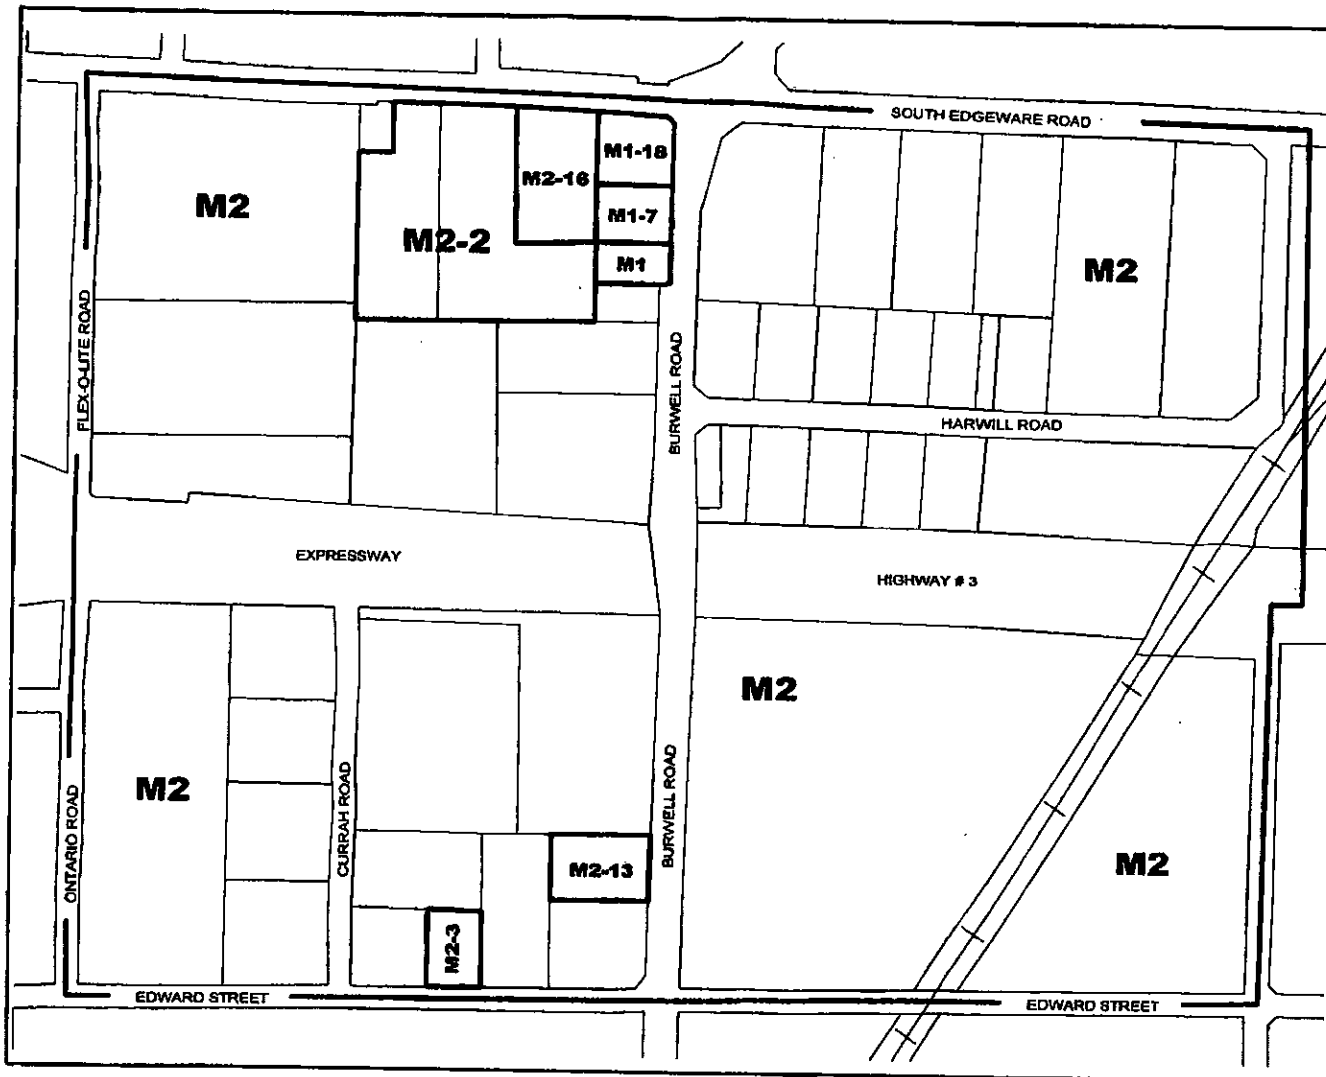 SOUTH EDGEWARE ROAD
M1-18
M2-16
M2
M1-7
M2-2
M1
M2
FLEX-O-LITE ROAD
BURWELL ROAD
HARWILL ROAD
EXPRESSWAY
HIGHWAY # 3
M2
M2
ONTARIO ROAD
CURRAH ROAD
BURWELL ROAD
M2-13
M2
M2-3
EDWARD STREET
EDWARD STREET